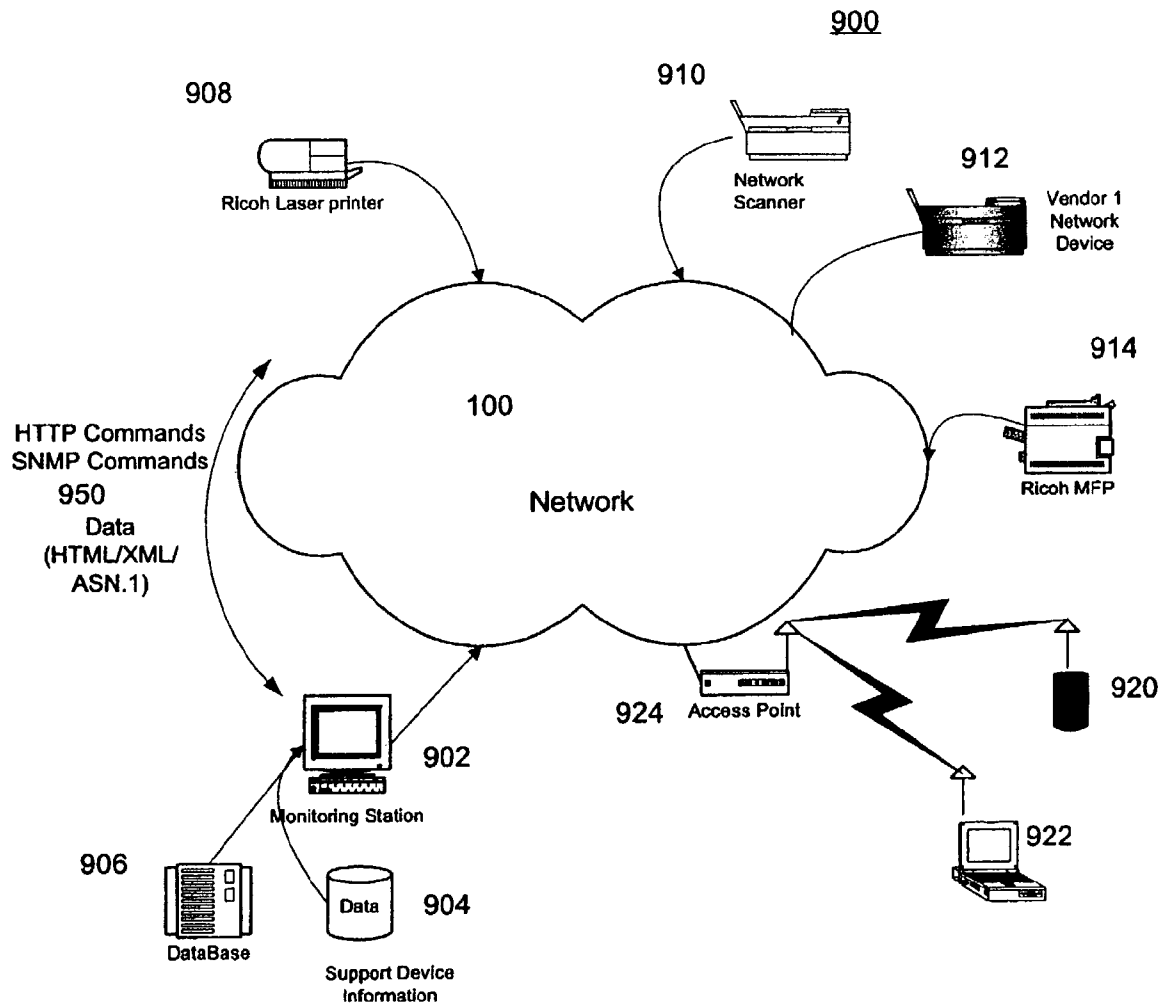 900
908
910
912
Ricoh Laser printer
Network
Scanner
Vendor 1
Network
Device
914
100
HTTP Commands
SNMP Commands
950
Data
(HTML/XML/
ASN.1)
Network
Ricoh MFP
924
Access Point
920
902
Monitoring Station
922
906
Data
904
DataBase
Support Device
Information